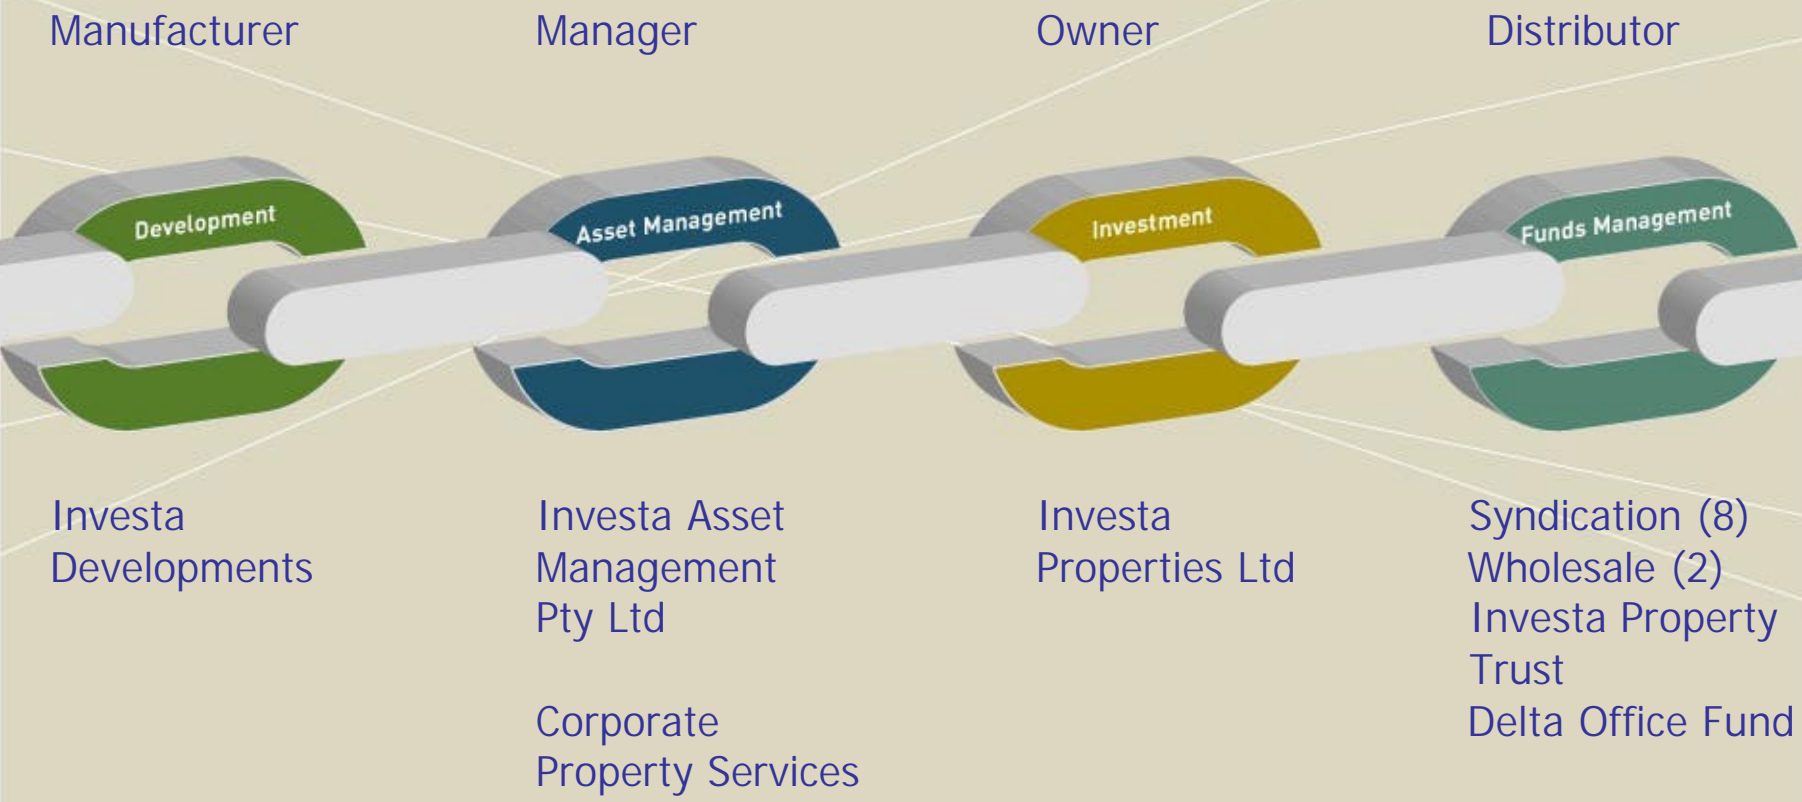 Manufacturer
Manager
Owner
Distributor
Development
Asset Management
Investment
Funds Management
Investa
Developments
Investa Asset
Management
Pty Ltd
Corporate
Property Services
Investa
Properties Ltd
Syndication (8)
Wholesale (2)
Investa Property
Trust
Delta Office Fund